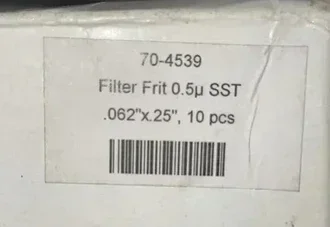 70-4539
Filter Frit 0.5µ SST
.062"x.25", 10 pcs